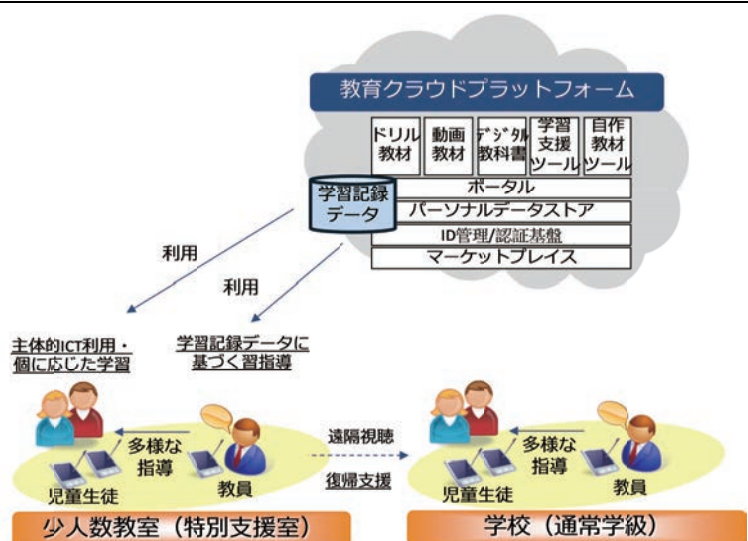 教育クラウドプラットフォーム
ドリル
教材
動画
教材
デジタル
教科書
学習
支援
ツール
自作
教材
ツール
学習記録
データ
ポータル
パーソナルデータストア
ID管理/認証基盤
マーケットプレイス
利用
利用
主体的ICT利用・
個に応じた学習
学習記録データに
基づく習指導
多様な
指導
児童生徒
教員
遠隔視聴
復帰支援
多様な
指導
児童生徒
教員
少人数教室（特別支援室）
学校（通常学級）